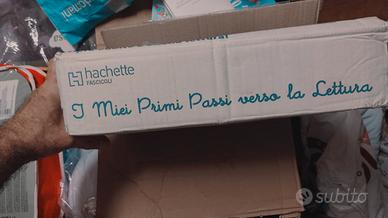 hachette
FASCICOLI
I Miei Primi Passi verso la Lettura
subito